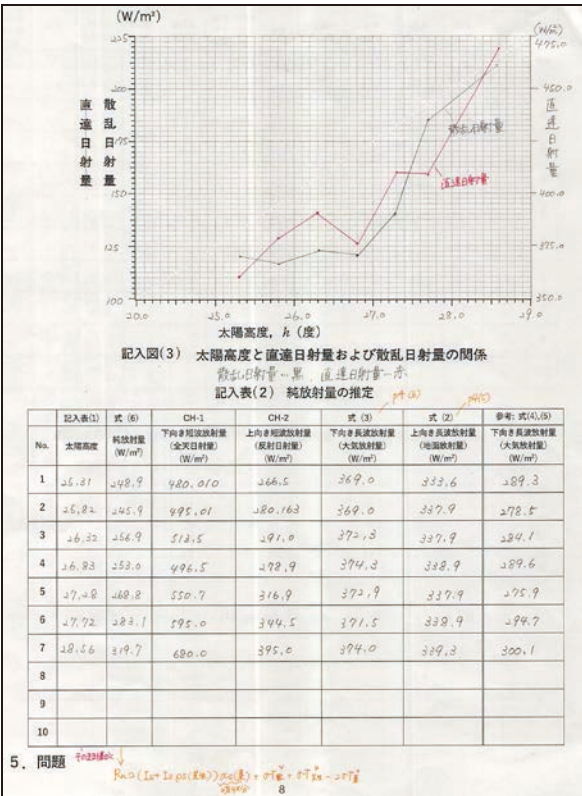 (W/m²)
(W/m²)
225
475.0
200
450.0
直達日射量
散乱日射量
直達日射量
175
散乱日射量
直達日射量
150
400.0
125
375.0
100
350.0
20.0 25.0 26.0 27.0 28.0 29.0
太陽高度, h (度)
記入図(3) 太陽高度と直達日射量および散乱日射量の関係
散乱日射量…黒, 直達日射量…赤
記入表(2) 純放射量の推定
記入表(1) 式 (6) CH-1 CH-2 式 (3) 式 (2) 参考: 式(4),(5)
No. 太陽高度 純放射量 (W/m²) 下向き短波放射量 (全天日射量) (W/m²) 上向き短波放射量 (反射日射量) (W/m²) 下向き長波放射量 (大気放射量) (W/m²) 上向き長波放射量 (地面放射量) (W/m²) 下向き長波放射量 (大気放射量) (W/m²)
1 25.31 248.9 480.010 266.5 369.0 333.6 289.3
2 25.82 245.9 495.01 280.163 369.0 337.9 278.5
3 26.32 256.9 513.5 291.0 372.3 337.9 284.1
4 26.83 253.0 496.5 278.9 374.3 338.9 289.6
5 27.28 268.8 550.7 316.9 372.9 337.9 275.9
6 27.72 283.1 595.0 344.5 371.5 338.9 294.7
7 28.56 319.7 680.0 395.0 374.0 339.3 300.1
8
9
10
5. 問題
8